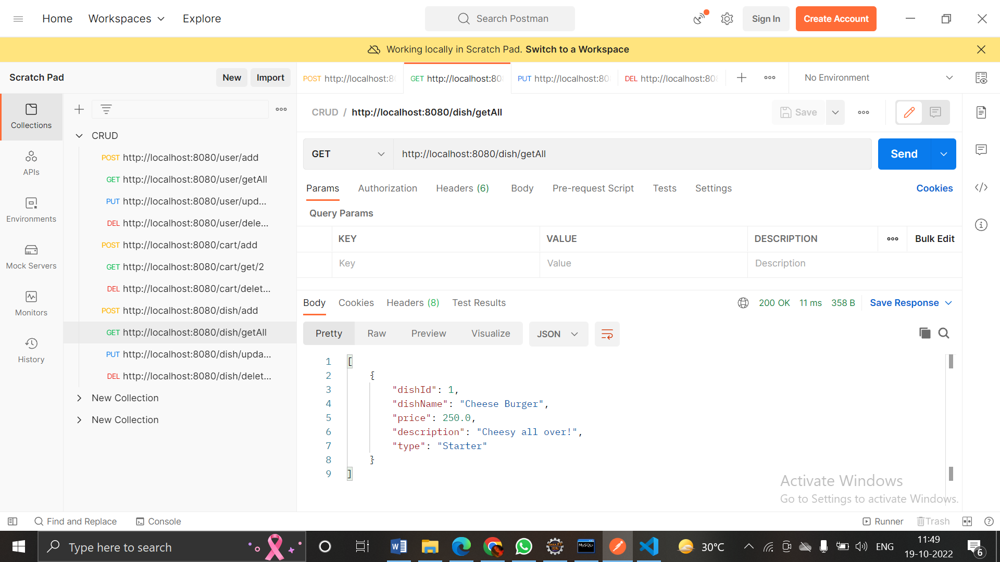 Home Workspaces Explore
Search Postman
Sign In Create Account
Working locally in Scratch Pad. Switch to a Workspace
Scratch Pad New Import
POST http://localhost:80 GET http://localhost:80 PUT http://localhost:80 DEL http://localhost:80
No Environment
Collections
APIs
Environments
Mock Servers
Monitors
History
CRUD
POST http://localhost:8080/user/add
GET http://localhost:8080/user/getAll
PUT http://localhost:8080/user/upd...
DEL http://localhost:8080/user/dele...
POST http://localhost:8080/cart/add
GET http://localhost:8080/cart/get/2
DEL http://localhost:8080/cart/delet...
POST http://localhost:8080/dish/add
GET http://localhost:8080/dish/getAll
PUT http://localhost:8080/dish/upda...
DEL http://localhost:8080/dish/delet...
New Collection
New Collection
CRUD / http://localhost:8080/dish/getAll
Save
GET http://localhost:8080/dish/getAll Send
Params Authorization Headers (6) Body Pre-request Script Tests Settings Cookies
Query Params
KEY VALUE DESCRIPTION Bulk Edit
Key Value Description
Body Cookies Headers (8) Test Results 200 OK 11 ms 358 B Save Response
Pretty Raw Preview Visualize JSON
1 [
2 {
3 "dishId": 1,
4 "dishName": "Cheese Burger",
5 "price": 250.0,
6 "description": "Cheesy all over!",
7 "type": "Starter"
8 }
9 ]
Activate Windows
Go to Settings to activate Windows.
Find and Replace Console Runner Trash
Type here to search
Java EE
IDE
MySQL
30°C
ENG
11:49
19-10-2022
6